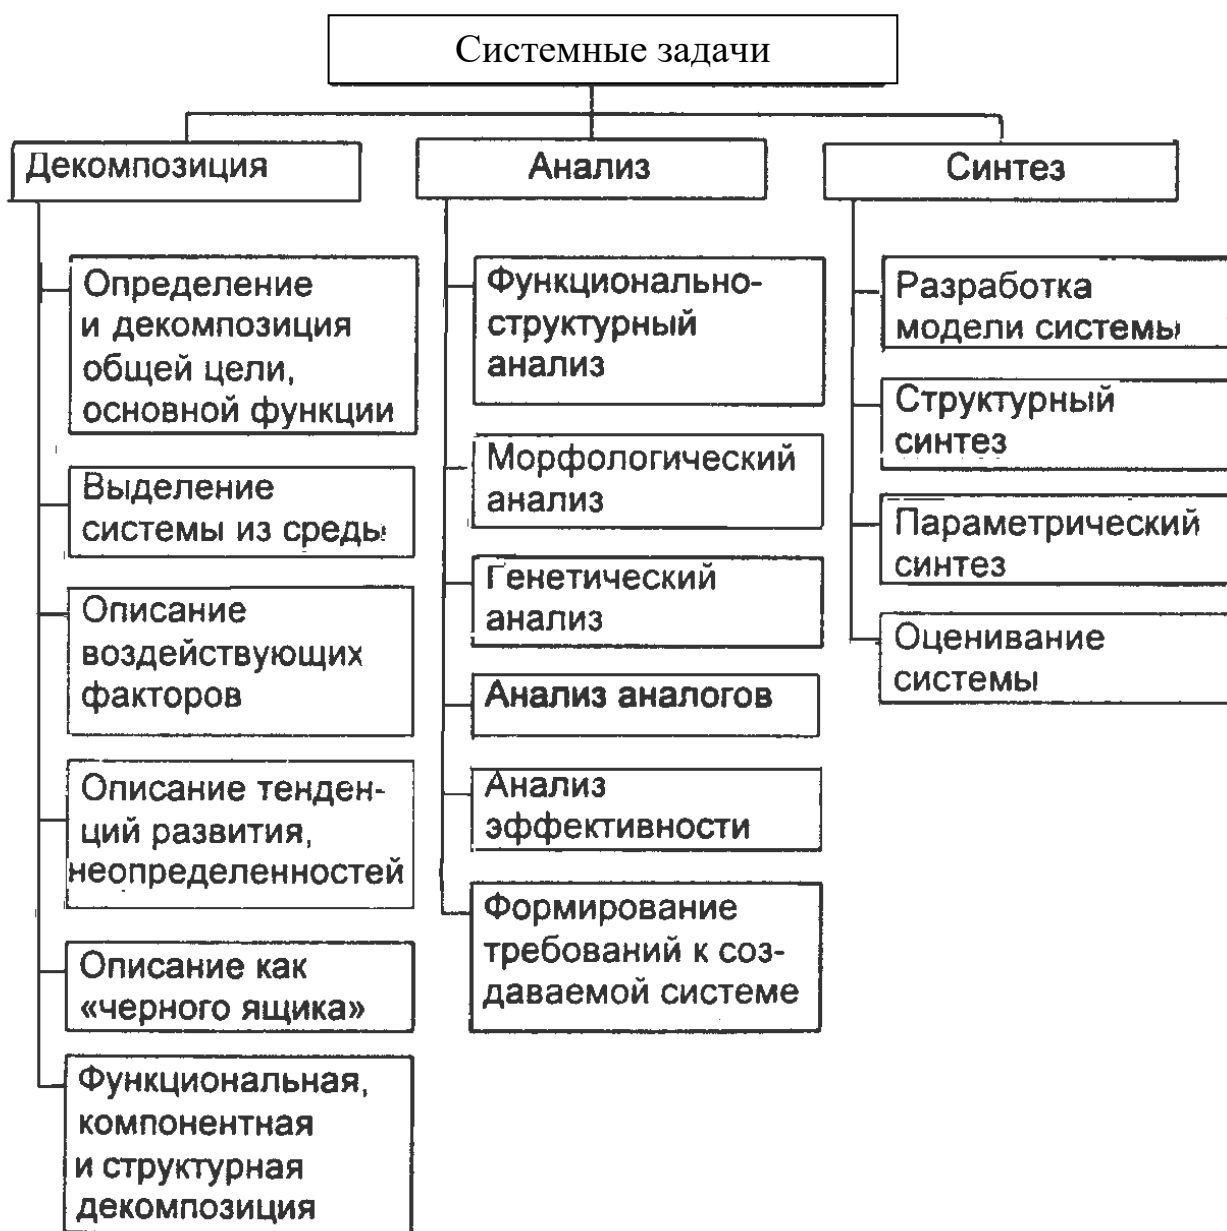 Системные задачи
Декомпозиция
Определение
и декомпозиция
общей цели,
основной функции
Выделение
системы из среды
Описание
воздействующих
факторов
Описание тенден-
ций развития,
неопределенностей
Описание как
«черного ящика»
Функциональная,
компонентная
и структурная
декомпозиция
Анализ
Функционально-
структурный
анализ
Морфологический
анализ
Генетический
анализ
Анализ аналогов
Анализ
эффективности
Формирование
требований к соз-
даваемой системе
Синтез
Разработка
модели системы
Структурный
синтез
Параметрический
синтез
Оценивание
системы